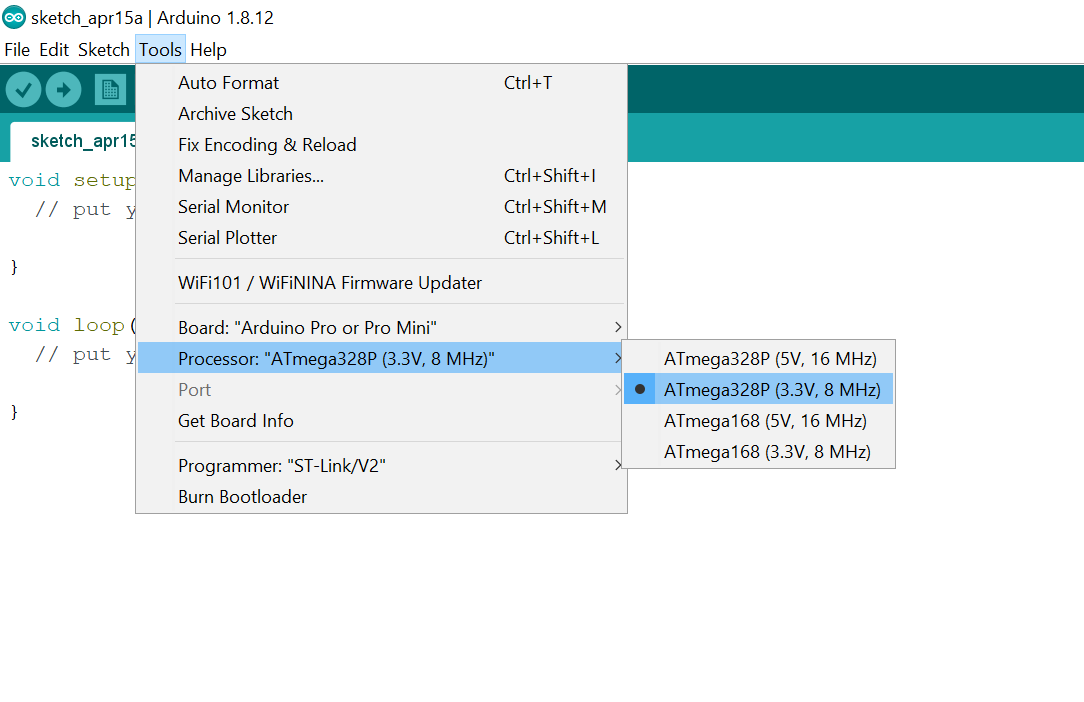 sketch_apr15a | Arduino 1.8.12
File Edit Sketch Tools Help
sketch_apr15
Auto Format Ctrl+T
Archive Sketch
Fix Encoding & Reload
Manage Libraries... Ctrl+Shift+I
Serial Monitor Ctrl+Shift+M
Serial Plotter Ctrl+Shift+L
WiFi101 / WiFiNINA Firmware Updater
Board: "Arduino Pro or Pro Mini"
Processor: "ATmega328P (3.3V, 8 MHz)"
Port
Get Board Info
Programmer: "ST-Link/V2"
Burn Bootloader
ATmega328P (5V, 16 MHz)
ATmega328P (3.3V, 8 MHz)
ATmega168 (5V, 16 MHz)
ATmega168 (3.3V, 8 MHz)
void setup
// put y
}
void loop(
// put y
}